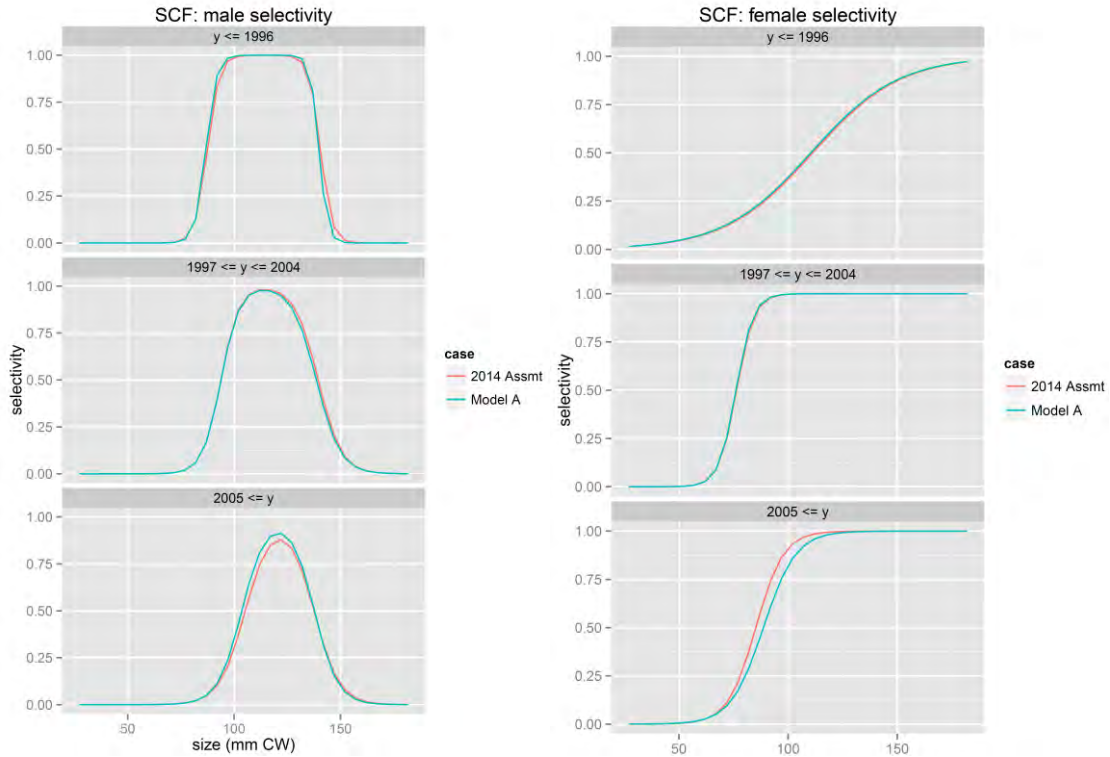 SCF: male selectivity
y <= 1996
1.00
0.75
0.50
0.25
0.00
1997 <= y <= 2004
1.00
0.75
0.50
0.25
0.00
2005 <= y
1.00
0.75
0.50
0.25
0.00
selectivity
50 100 150
size (mm CW)
case
2014 Assmt
Model A
SCF: female selectivity
y <= 1996
1.00
0.75
0.50
0.25
0.00
1997 <= y <= 2004
1.00
0.75
0.50
0.25
0.00
2005 <= y
1.00
0.75
0.50
0.25
0.00
selectivity
50 100 150
case
2014 Assmt
Model A